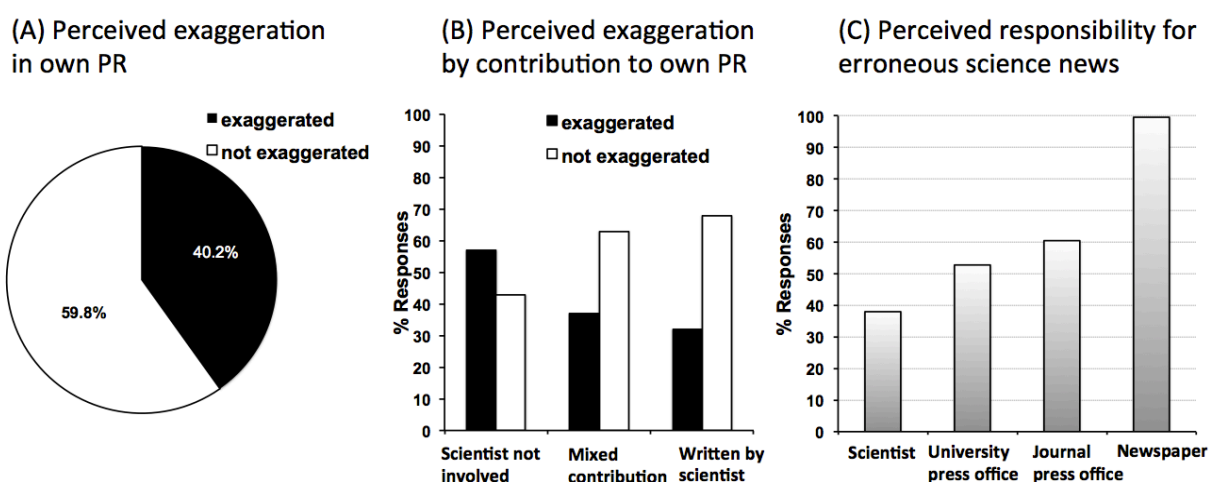 (A) Perceived exaggeration
in own PR
exaggerated
not exaggerated
40.2%
59.8%
(B) Perceived exaggeration
by contribution to own PR
exaggerated
not exaggerated
% Responses
100
90
80
70
60
50
40
30
20
10
0
Scientist not
involved
Mixed
contribution
Written by
scientist
(C) Perceived responsibility for
erroneous science news
% Responses
100
90
80
70
60
50
40
30
20
10
0
Scientist
University
press office
Journal
press office
Newspaper